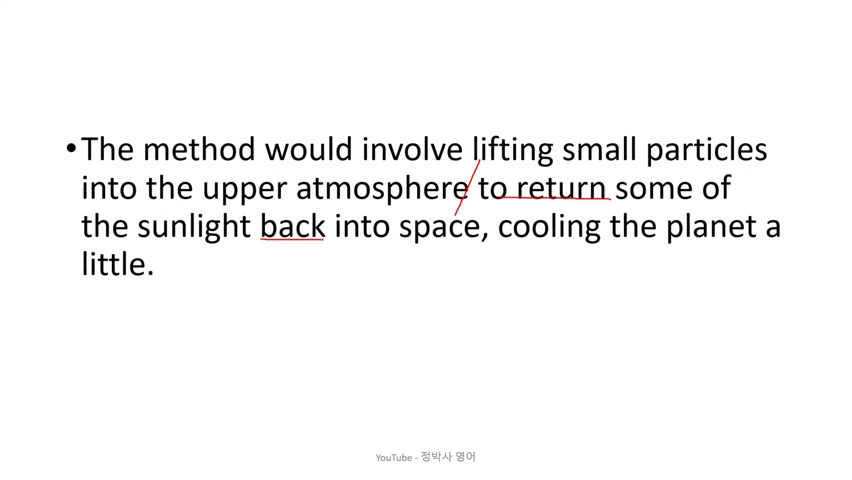 •The method would involve lifting small particles
into the upper atmosphere to return some of
the sunlight back into space, cooling the planet a
little.
YouTube - 정박사 영어